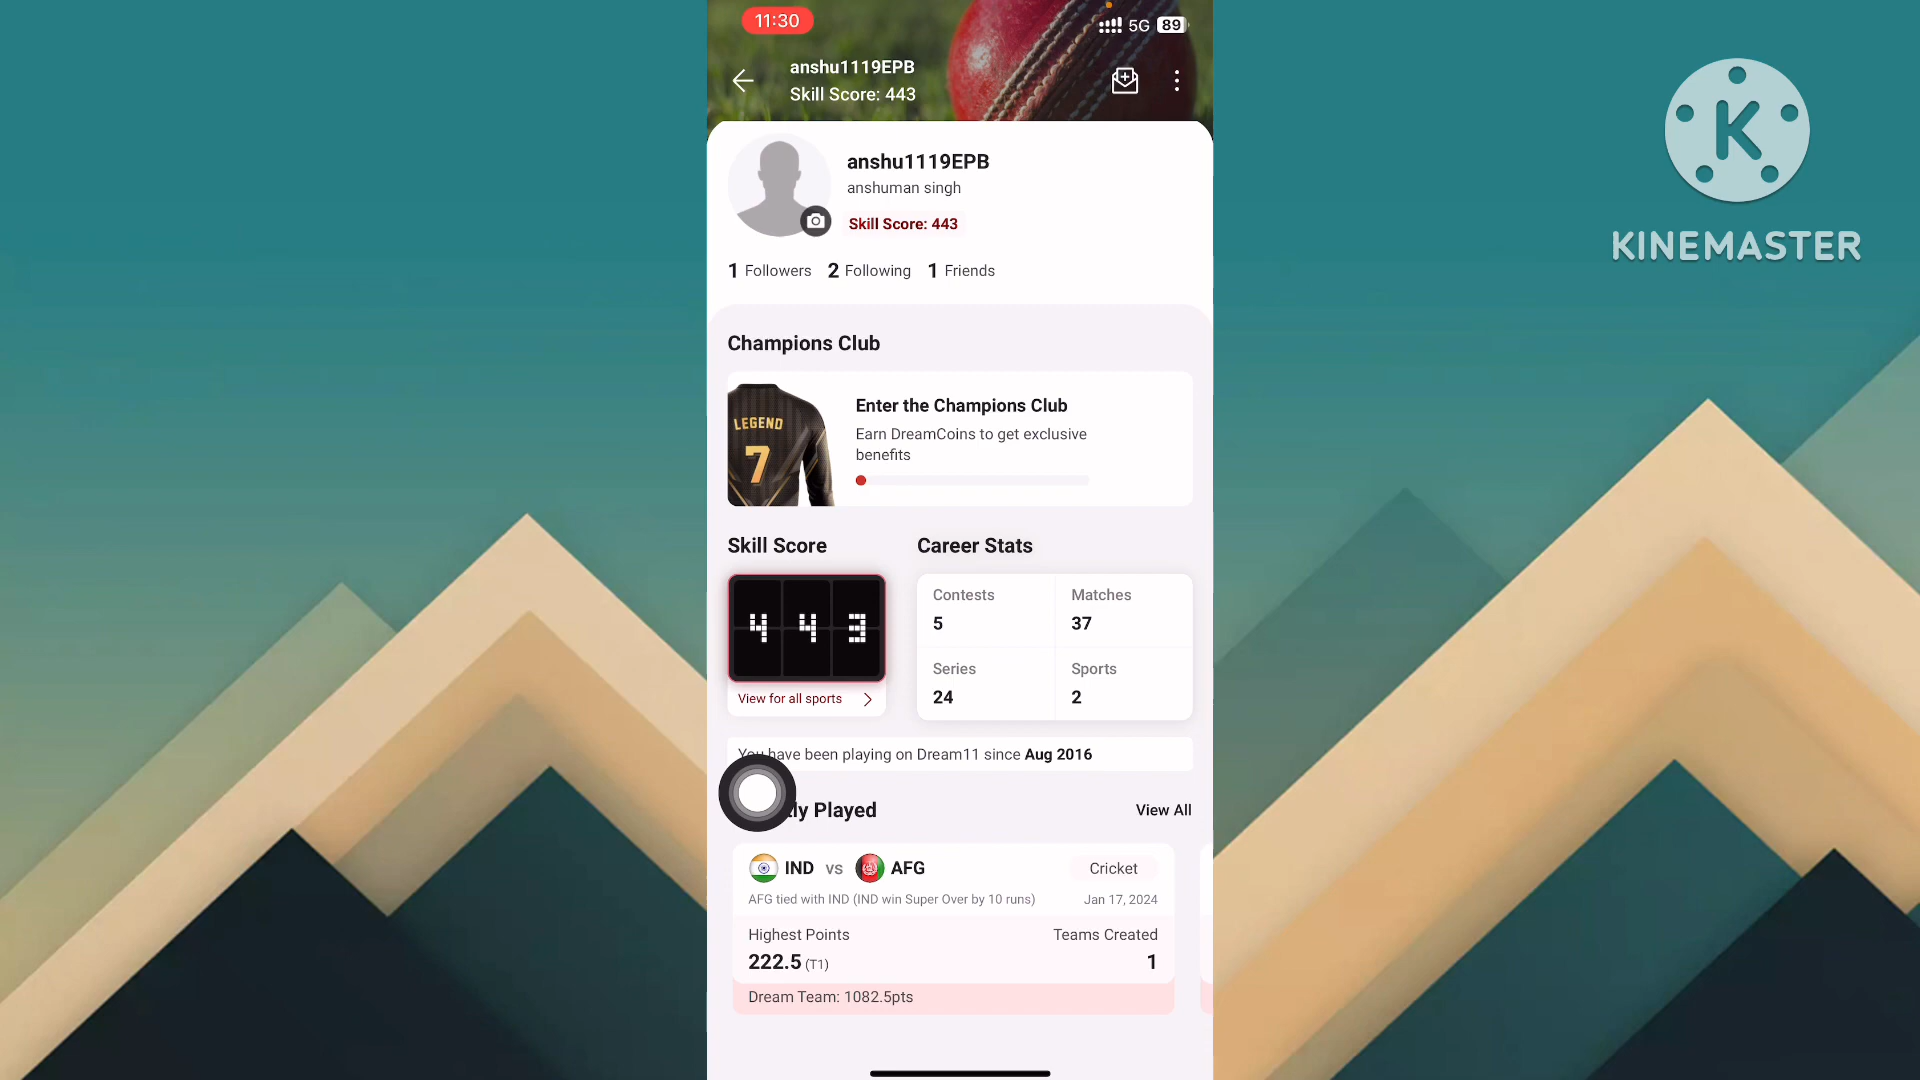 11:30
5G 89
anshu1119EPB
Skill Score: 443
anshu1119EPB
anshuman singh
Skill Score: 443
1 Followers 2 Following 1 Friends
Champions Club
LEGEND
7
Enter the Champions Club
Earn DreamCoins to get exclusive
benefits
Skill Score
Career Stats
4 4 3
View for all sports
Contests
5
Matches
37
Series
24
Sports
2
You have been playing on Dream11 since Aug 2016
Played
View All
IND vs AFG
Cricket
AFG tied with IND (IND win Super Over by 10 runs)
Jan 17, 2024
Highest Points
Teams Created
222.5 (T1)
1
Dream Team: 1082.5pts
K
KINEMASTER